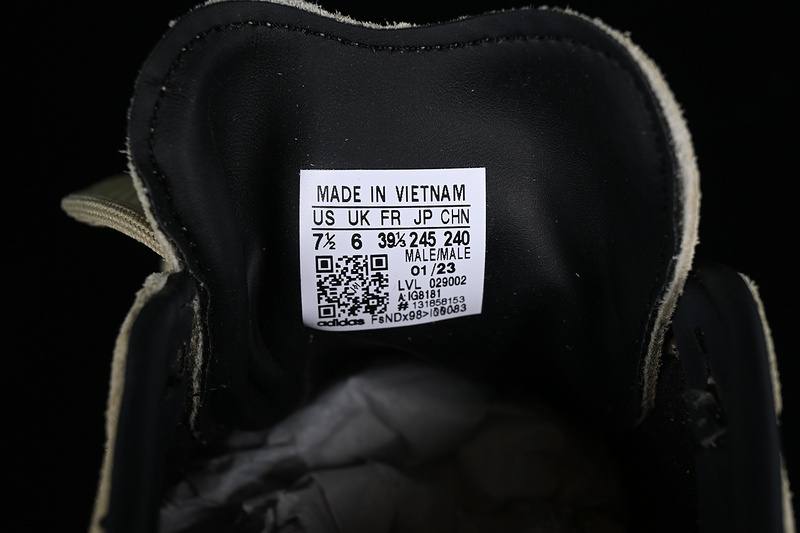 MADE IN VIETNAM
US UK FR JP CHN
7½ 6 39⅓ 245 240
MALE/MALE
01/23
LVL 029002
A: IG8181
# 131858153
adidas